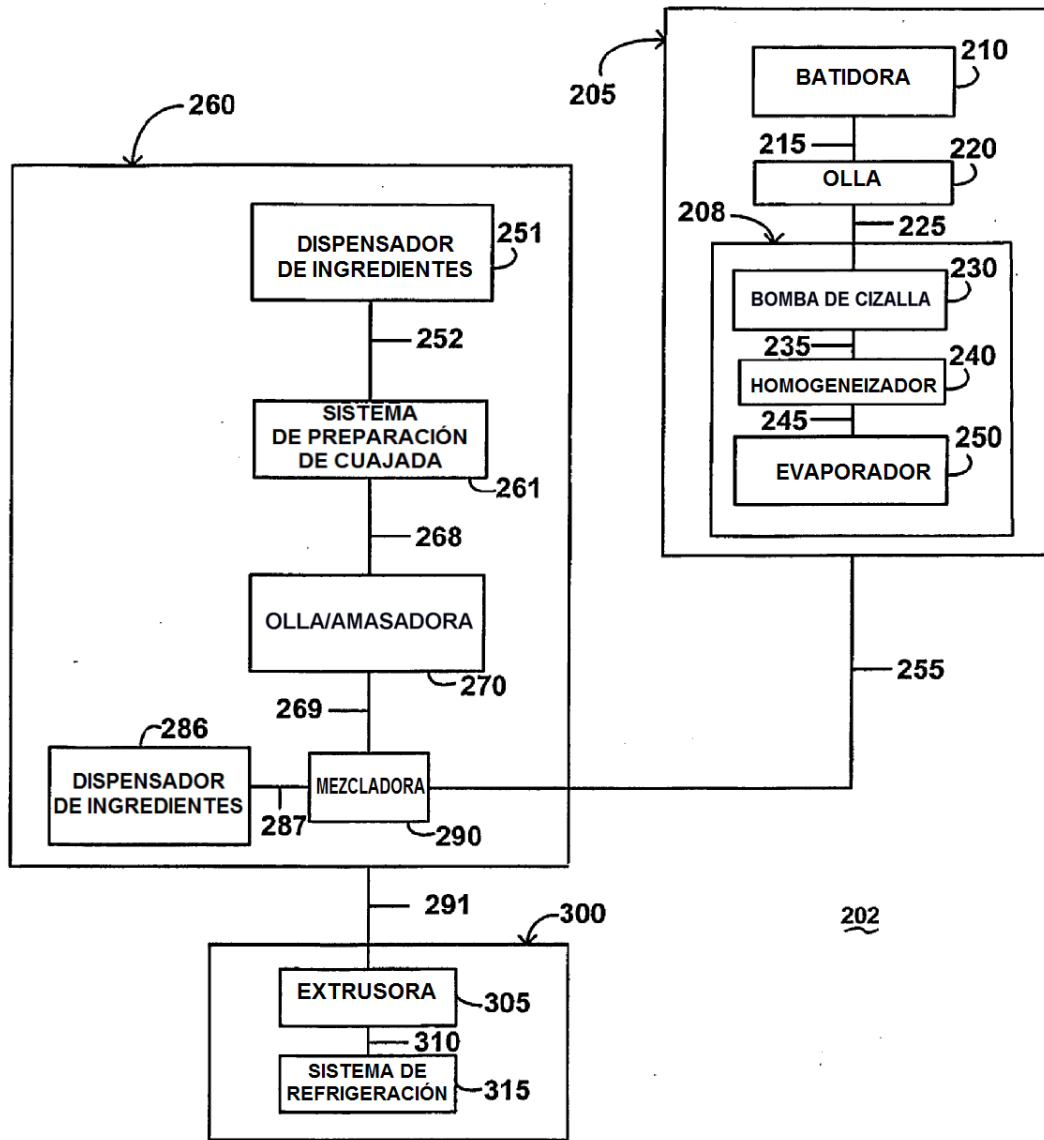 260
DISPENSADOR
DE INGREDIENTES
251
252
SISTEMA
DE PREPARACIÓN
DE CUAJADA
261
268
OLLA/AMASADORA
270
269
286
DISPENSADOR
DE INGREDIENTES
287
MEZCLADORA
290
205
BATIDORA
210
215
OLLA
220
208
225
BOMBA DE CIZALLA
230
235
HOMOGENEIZADOR
240
245
EVAPORADOR
250
255
291
300
EXTRUSORA
305
310
SISTEMA DE
REFRIGERACIÓN
315
202